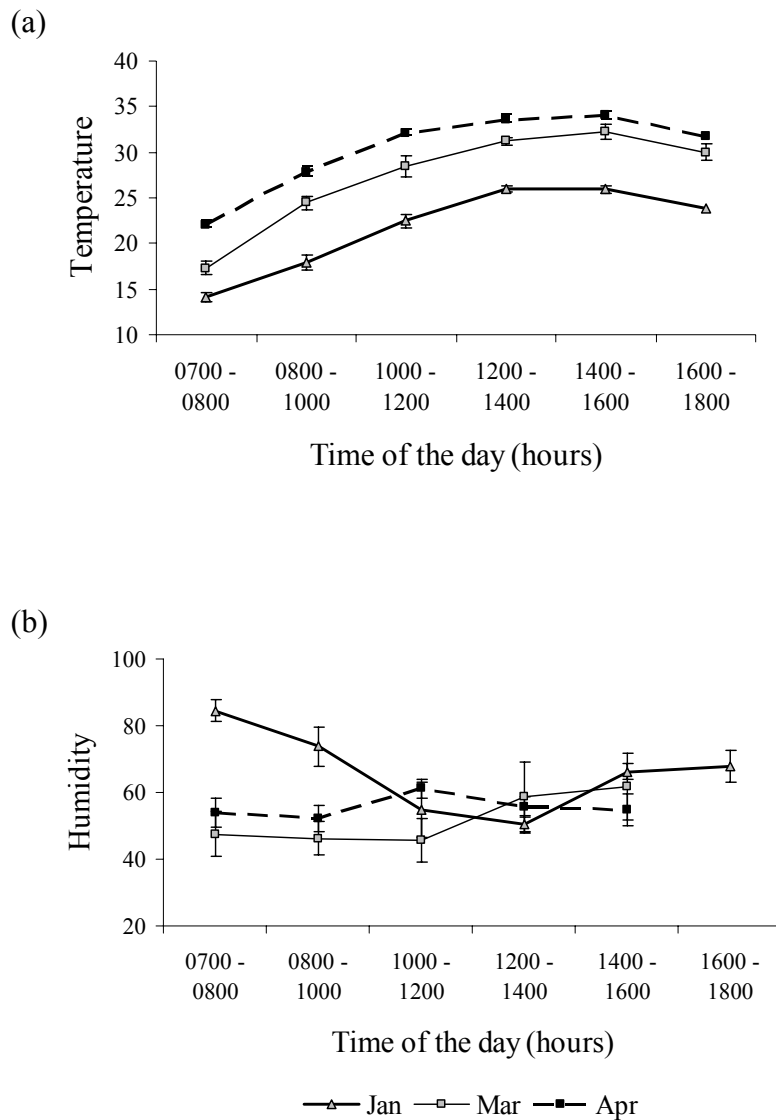 (a)
40
35
30
25
20
15
10
Temperature
0700 - 0800 - 1000 - 1200 - 1400 - 1600 -
0800 1000 1200 1400 1600 1800
Time of the day (hours)
(b)
100
80
60
40
20
Humidity
0700 - 0800 - 1000 - 1200 - 1400 - 1600 -
0800 1000 1200 1400 1600 1800
Time of the day (hours)
Jan Mar Apr